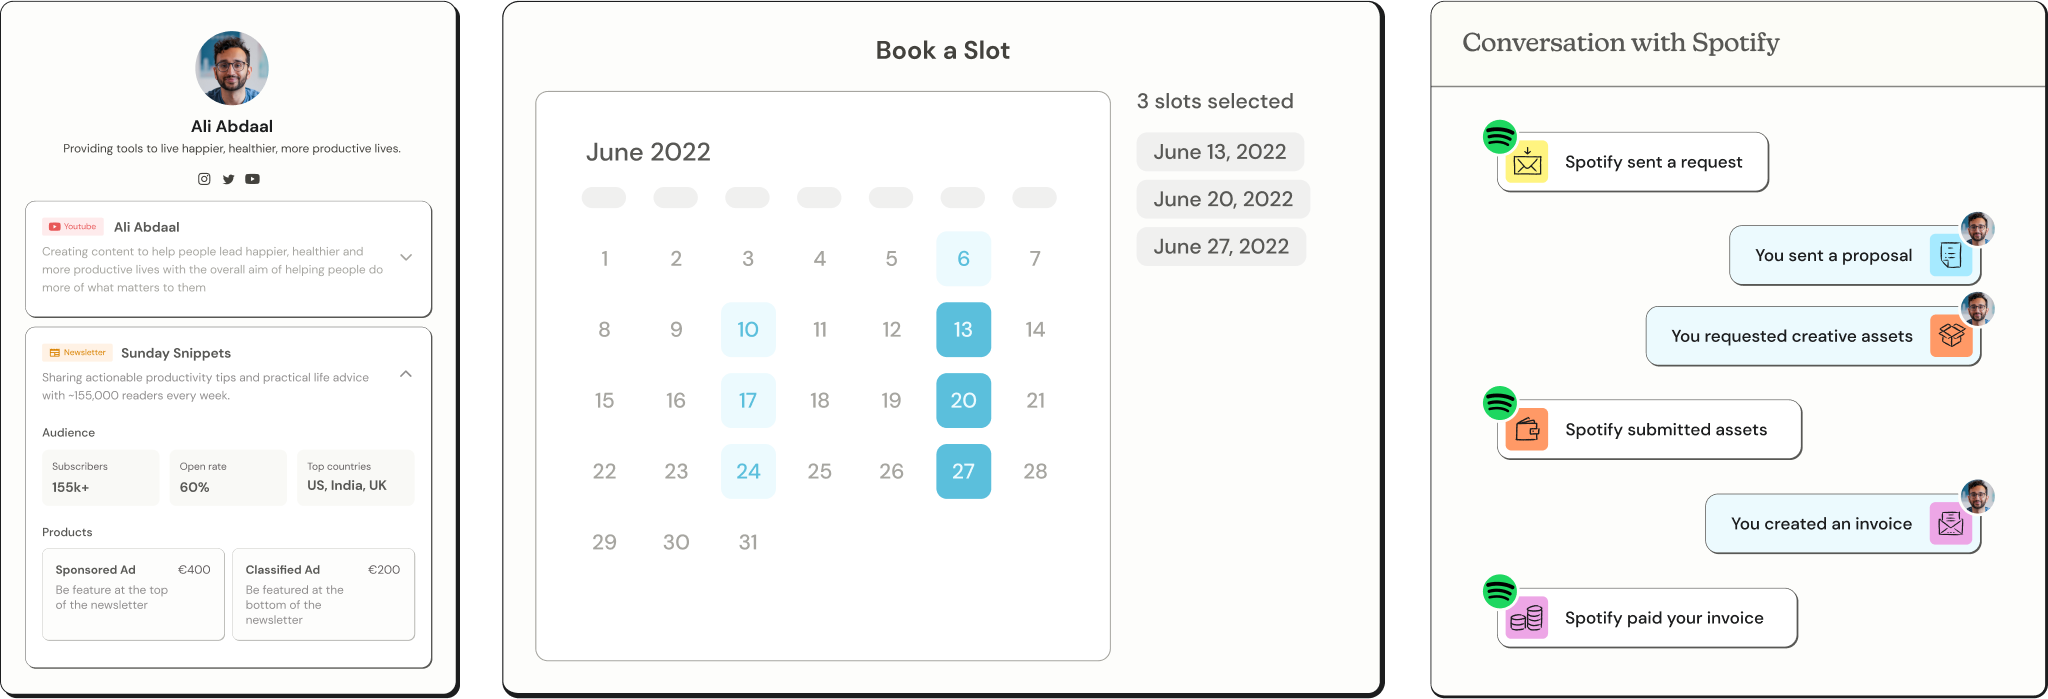 Ali Abdaal
Providing tools to live happier, healthier, more productive lives.
Youtube Ali Abdaal
Creating content to help people lead happier, healthier and
more productive lives with the overall aim of helping people do
more of what matters to them
Newsletter Sunday Snippets
Sharing actionable productivity tips and practical life advice
with ~155,000 readers every week.
Audience
Subscribers
155k+
Open rate
60%
Top countries
US, India, UK
Products
Sponsored Ad €400
Be feature at the top
of the newsletter
Classified Ad €200
Be featured at the
bottom of the
newsletter
Book a Slot
June 2022
1 2 3 4 5 6 7
8 9 10 11 12 13 14
15 16 17 18 19 20 21
22 23 24 25 26 27 28
29 30 31
3 slots selected
June 13, 2022
June 20, 2022
June 27, 2022
Conversation with Spotify
Spotify sent a request
You sent a proposal
You requested creative assets
Spotify submitted assets
You created an invoice
Spotify paid your invoice